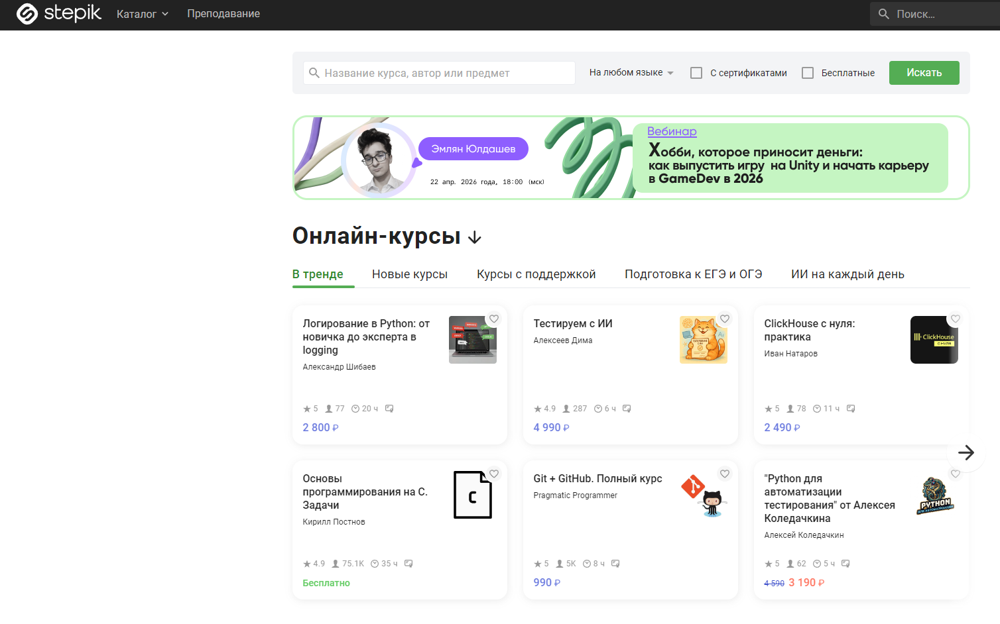 stepik Каталог Преподавание Поиск...
Название курса, автор или предмет На любом языке С сертификатами Бесплатные Искать
Эмлян Юлдашев
22 апр. 2026 года, 18:00 (мск)
Вебинар
Хобби, которое приносит деньги:
как выпустить игру на Unity и начать карьеру
в GameDev в 2026
Онлайн-курсы
В тренде Новые курсы Курсы с поддержкой Подготовка к ЕГЭ и ОГЭ ИИ на каждый день
Логирование в Python: от
новичка до эксперта в
logging
Александр Шибаев
5 77 20 ч
2 800 ₽
Тестируем с ИИ
Алексеев Дима
4.9 287 6 ч
4 990 ₽
ClickHouse с нуля:
практика
Иван Натаров
ClickHouse
С НУЛЯ
5 78 11 ч
2 490 ₽
Основы
программирования на C.
Задачи
Кирилл Постнов
C
4.9 75.1K 35 ч
Бесплатно
Git + GitHub. Полный курс
Pragmatic Programmer
5 5K 8 ч
990 ₽
"Python для
автоматизации
тестирования" от Алексея
Коледачкина
Алексей Коледачкин
PYTHON
ДЛЯ АВТОМАТИЗАЦИИ
5 62 5 ч
4 590 3 190 ₽